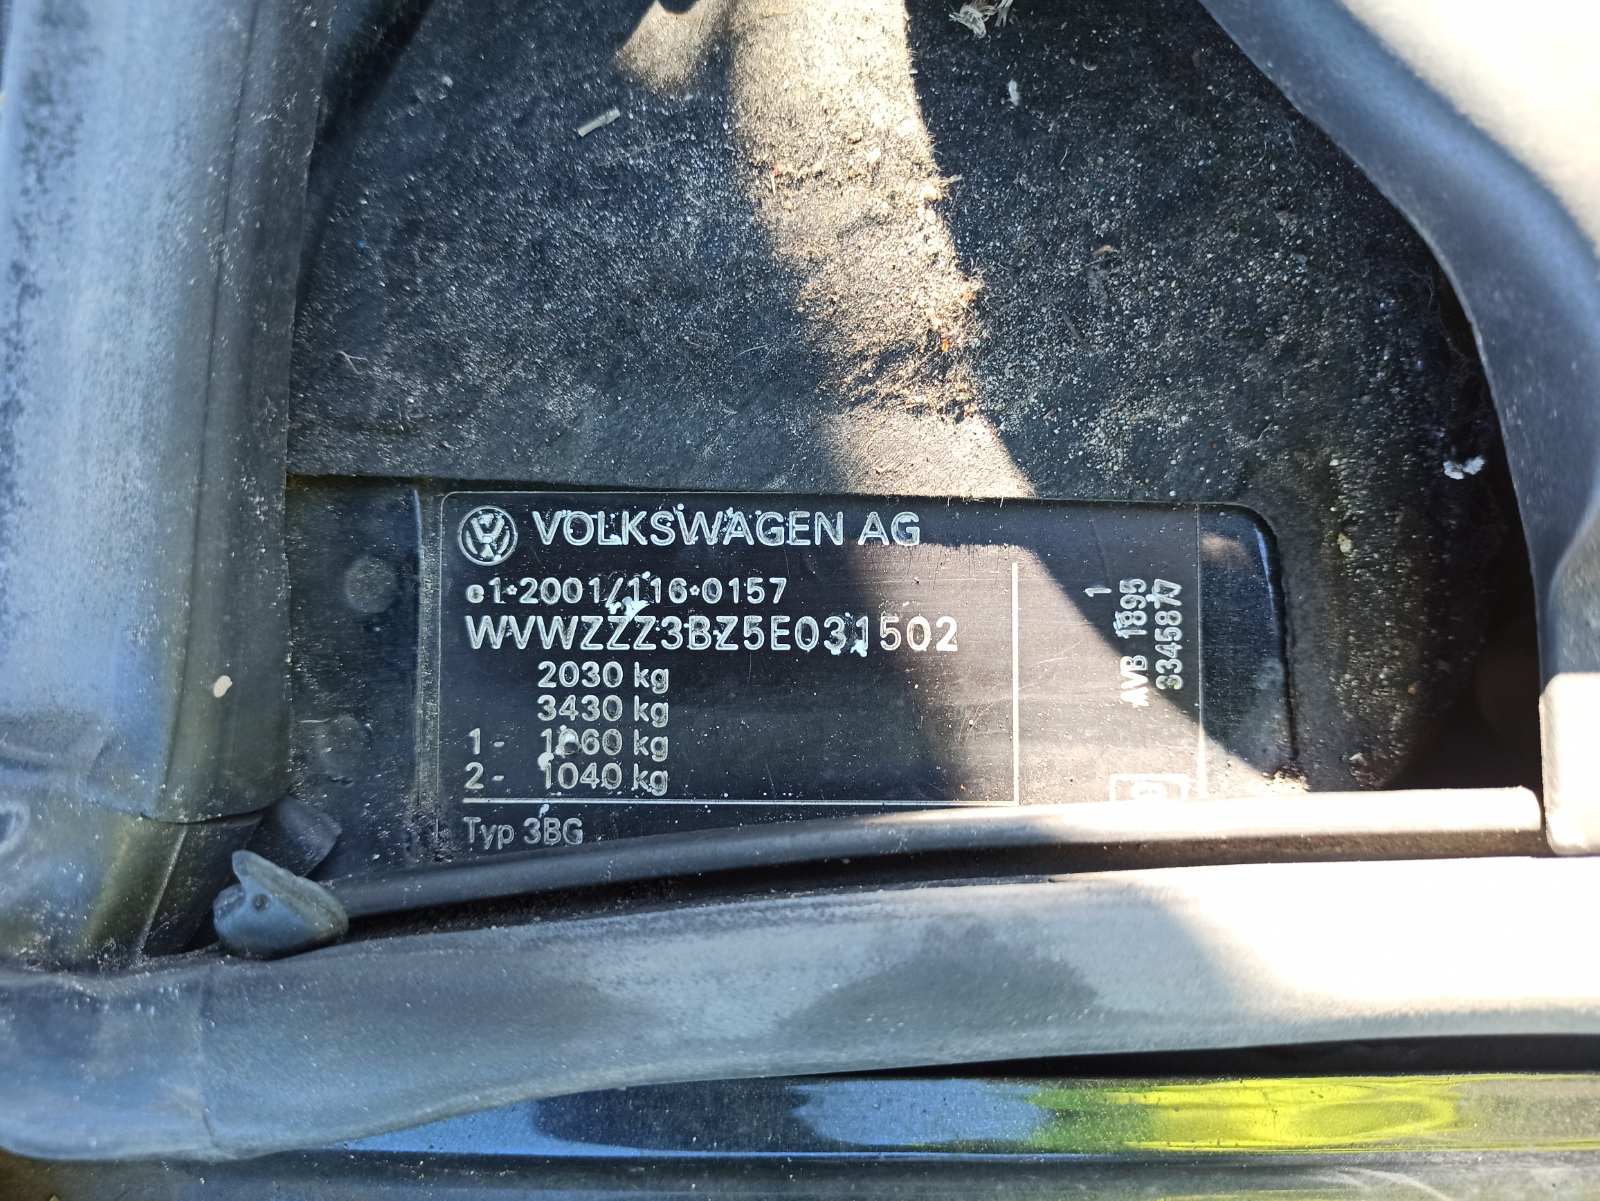 VOLKSWAGEN AG
e1*2001/116*0157
WVWZZZ3BZ5E031502
2030 kg
3430 kg
1 - 1060 kg
2 - 1040 kg
Typ 3BG
1
AVB 1895
3345877